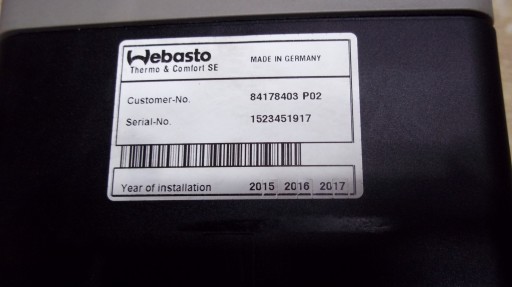 Webasto
Thermo & Comfort SE
MADE IN GERMANY
Customer-No. 84178403 P02
Serial-No. 1523451917
Year of installation 2015 2016 2017